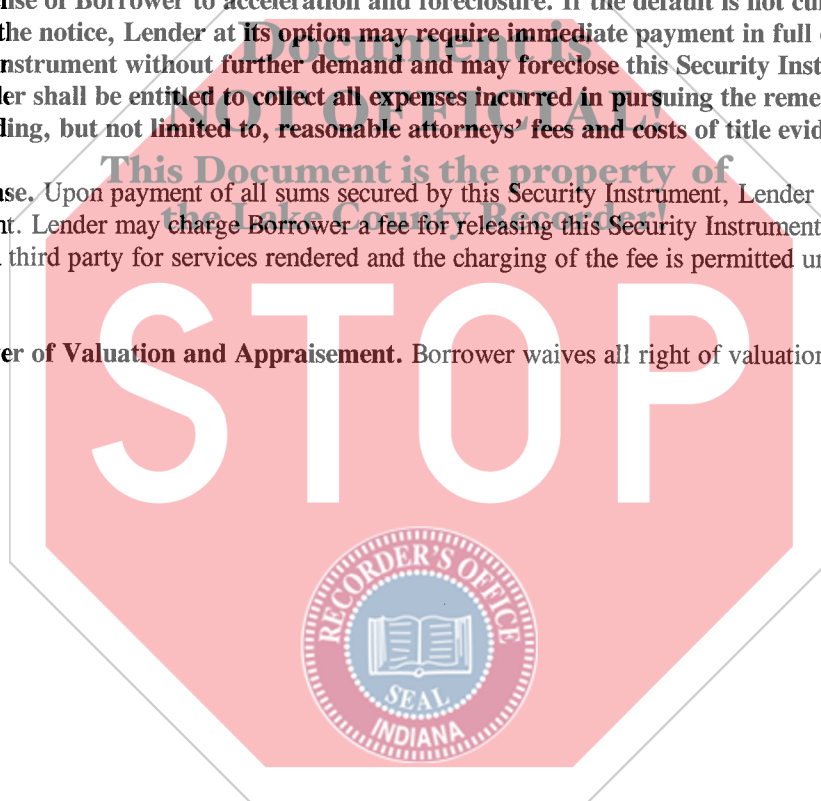 nse of Borrower to acceleration and foreclosure. If the default is not cu
the notice, Lender at its option may require immediate payment in full
Document is
nstrument without further demand and may foreclose this Security Inst
er shall be entitled to collect all expenses incurred in pursuing the reme
NOT OFFICIAL!
ding, but not limited to, reasonable attorneys' fees and costs of title evid
This Document is the property of
ase. Upon payment of all sums secured by this Security Instrument, Lender
the Lake County Recorder!
nt. Lender may charge Borrower a fee for releasing this Security Instrument
third party for services rendered and the charging of the fee is permitted un
STOP
er of Valuation and Appraisement. Borrower waives all right of valuation
RECORDER'S OFFICE
SEAL
INDIANA